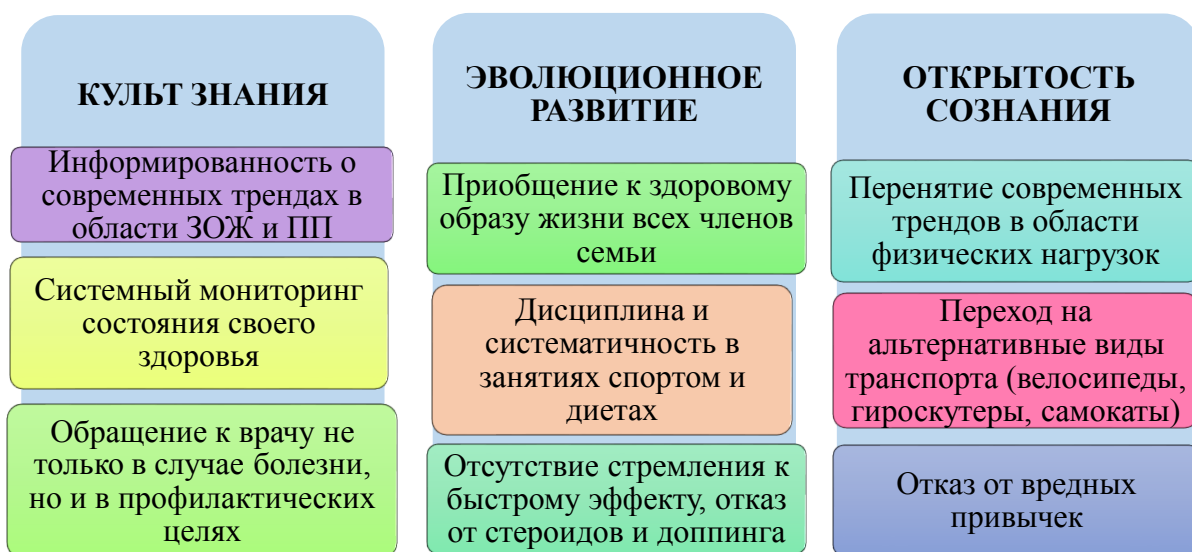 КУЛЬТ ЗНАНИЯ
Информированность о
современных трендах в
области ЗОЖ и ПП
Системный мониторинг
состояния своего
здоровья
Обращение к врачу не
только в случае болезни,
но и в профилактических
целях
ЭВОЛЮЦИОННОЕ
РАЗВИТИЕ
Приобщение к здоровому
образу жизни всех членов
семьи
Дисциплина и
систематичность в
занятиях спортом и
диетах
Отсутствие стремления к
быстрому эффекту, отказ
от стероидов и доппинга
ОТКРЫТОСТЬ
СОЗНАНИЯ
Перенятие современных
трендов в области
физических нагрузок
Переход на
альтернативные виды
транспорта (велосипеды,
гироскутеры, самокаты)
Отказ от вредных
привычек